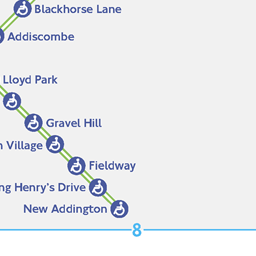 Blackhorse Lane
Addiscombe
Lloyd Park
Gravel Hill
Village
Fieldway
Henry's Drive
New Addington
8